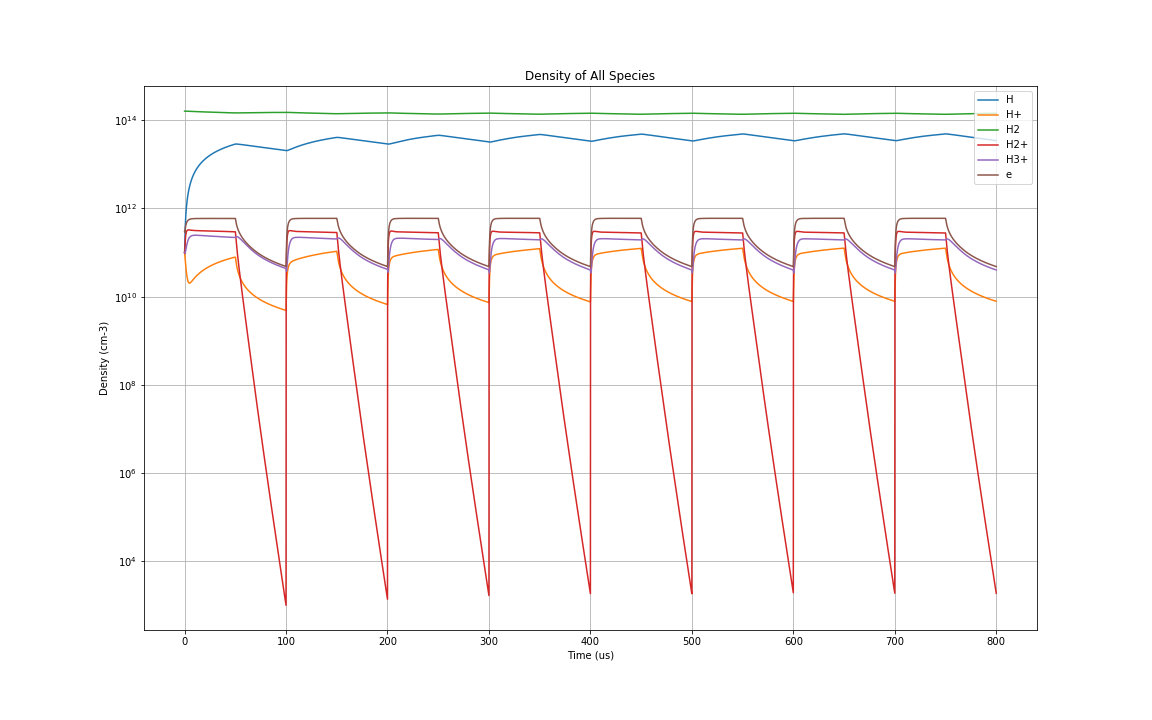 Density of All Species
H
H+
H2
H2+
H3+
e
Density (cm-3)
10^14
10^12
10^10
10^8
10^6
10^4
0 100 200 300 400 500 600 700 800
Time (us)